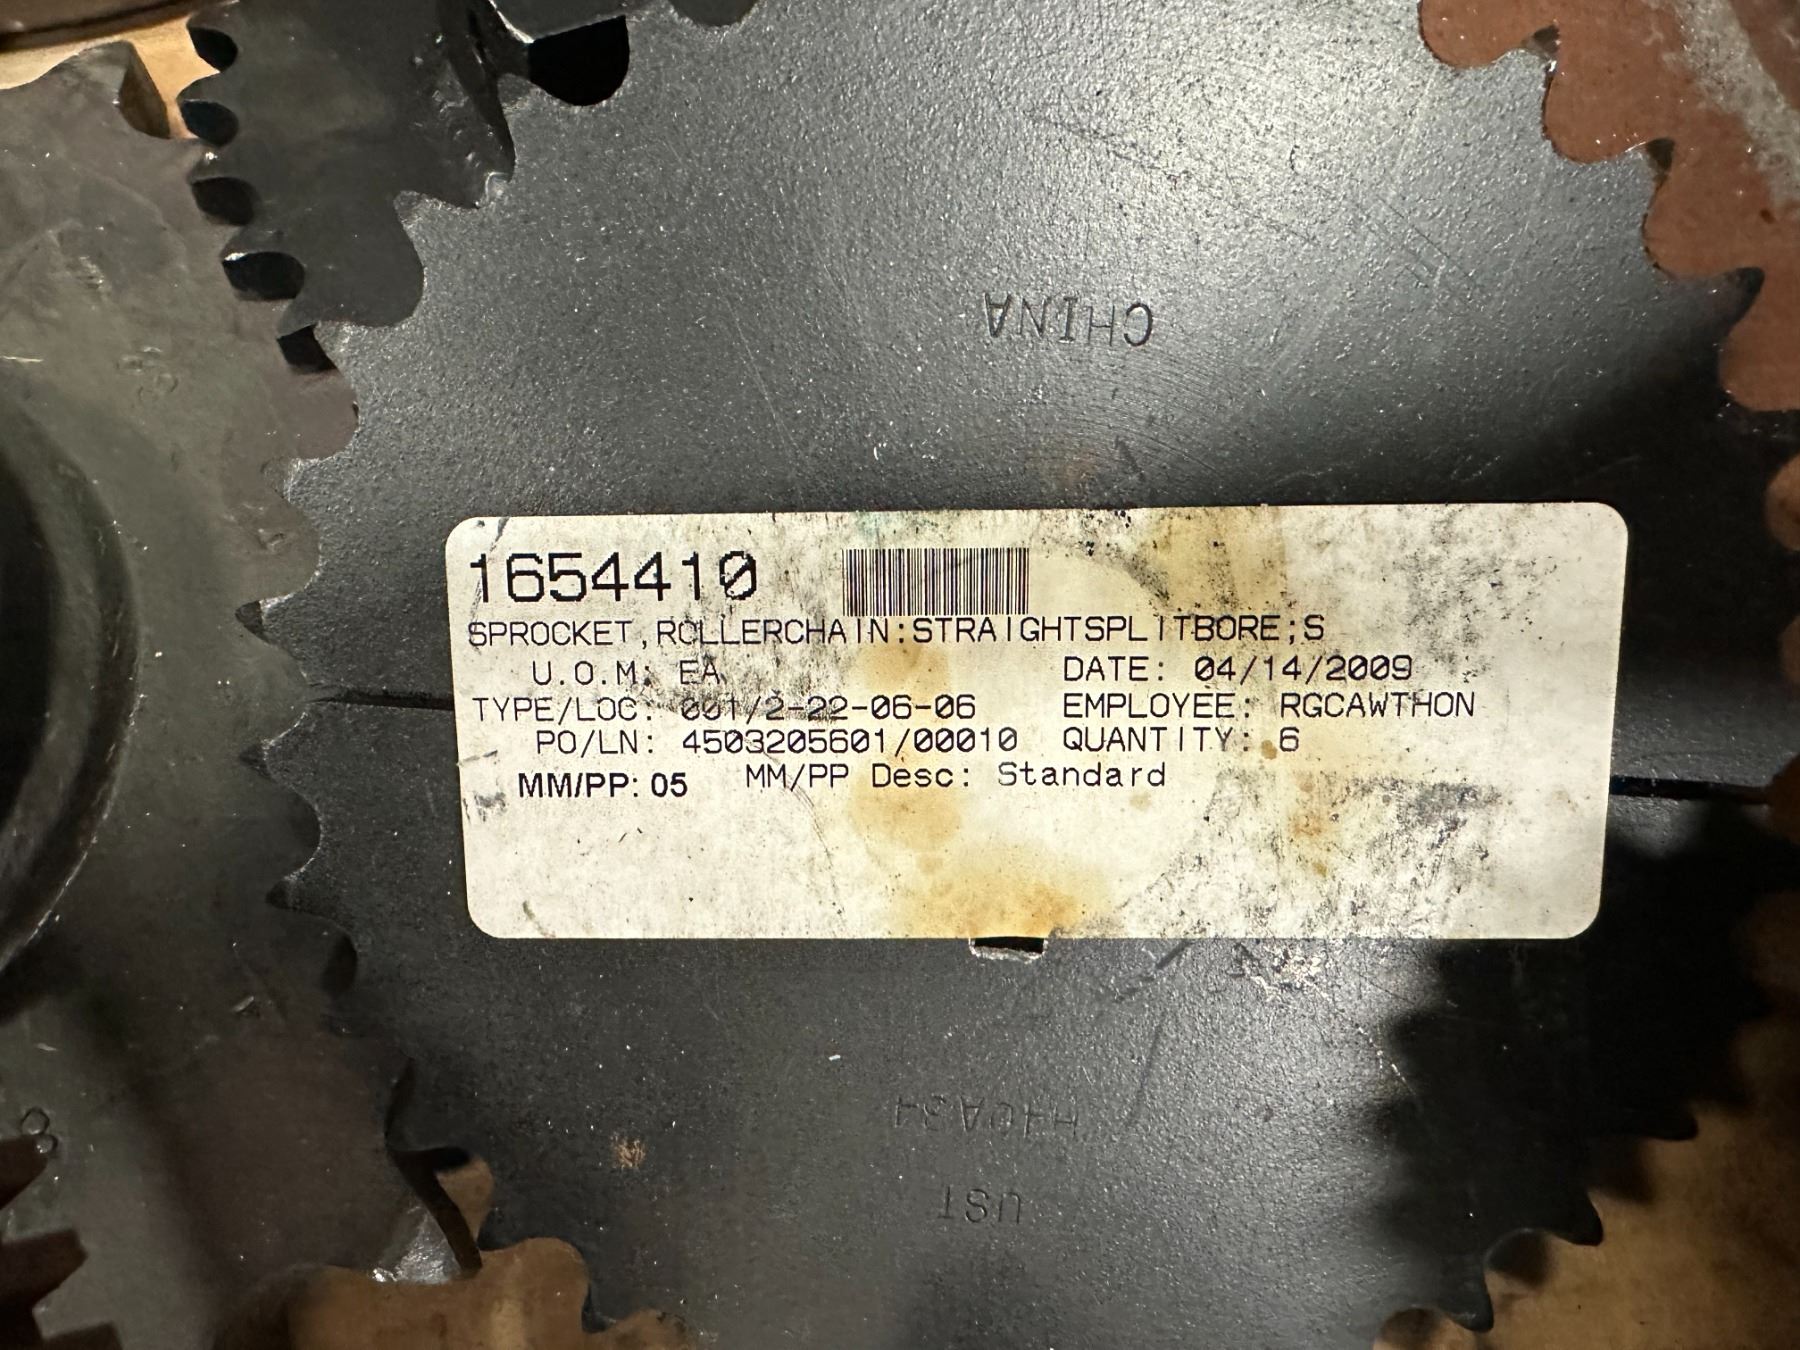 CHINA
1654410
SPROCKET,ROLLERCHAIN:STRAIGHTSPLITBORE;S
U.O.M: EA
DATE: 04/14/2009
TYPE/LOC: 001/2-22-06-06
EMPLOYEE: RGCAWTHON
PO/LN: 4503205601/00010
QUANTITY: 6
MM/PP: 05
MM/PP Desc: Standard
H40A34
UST
8